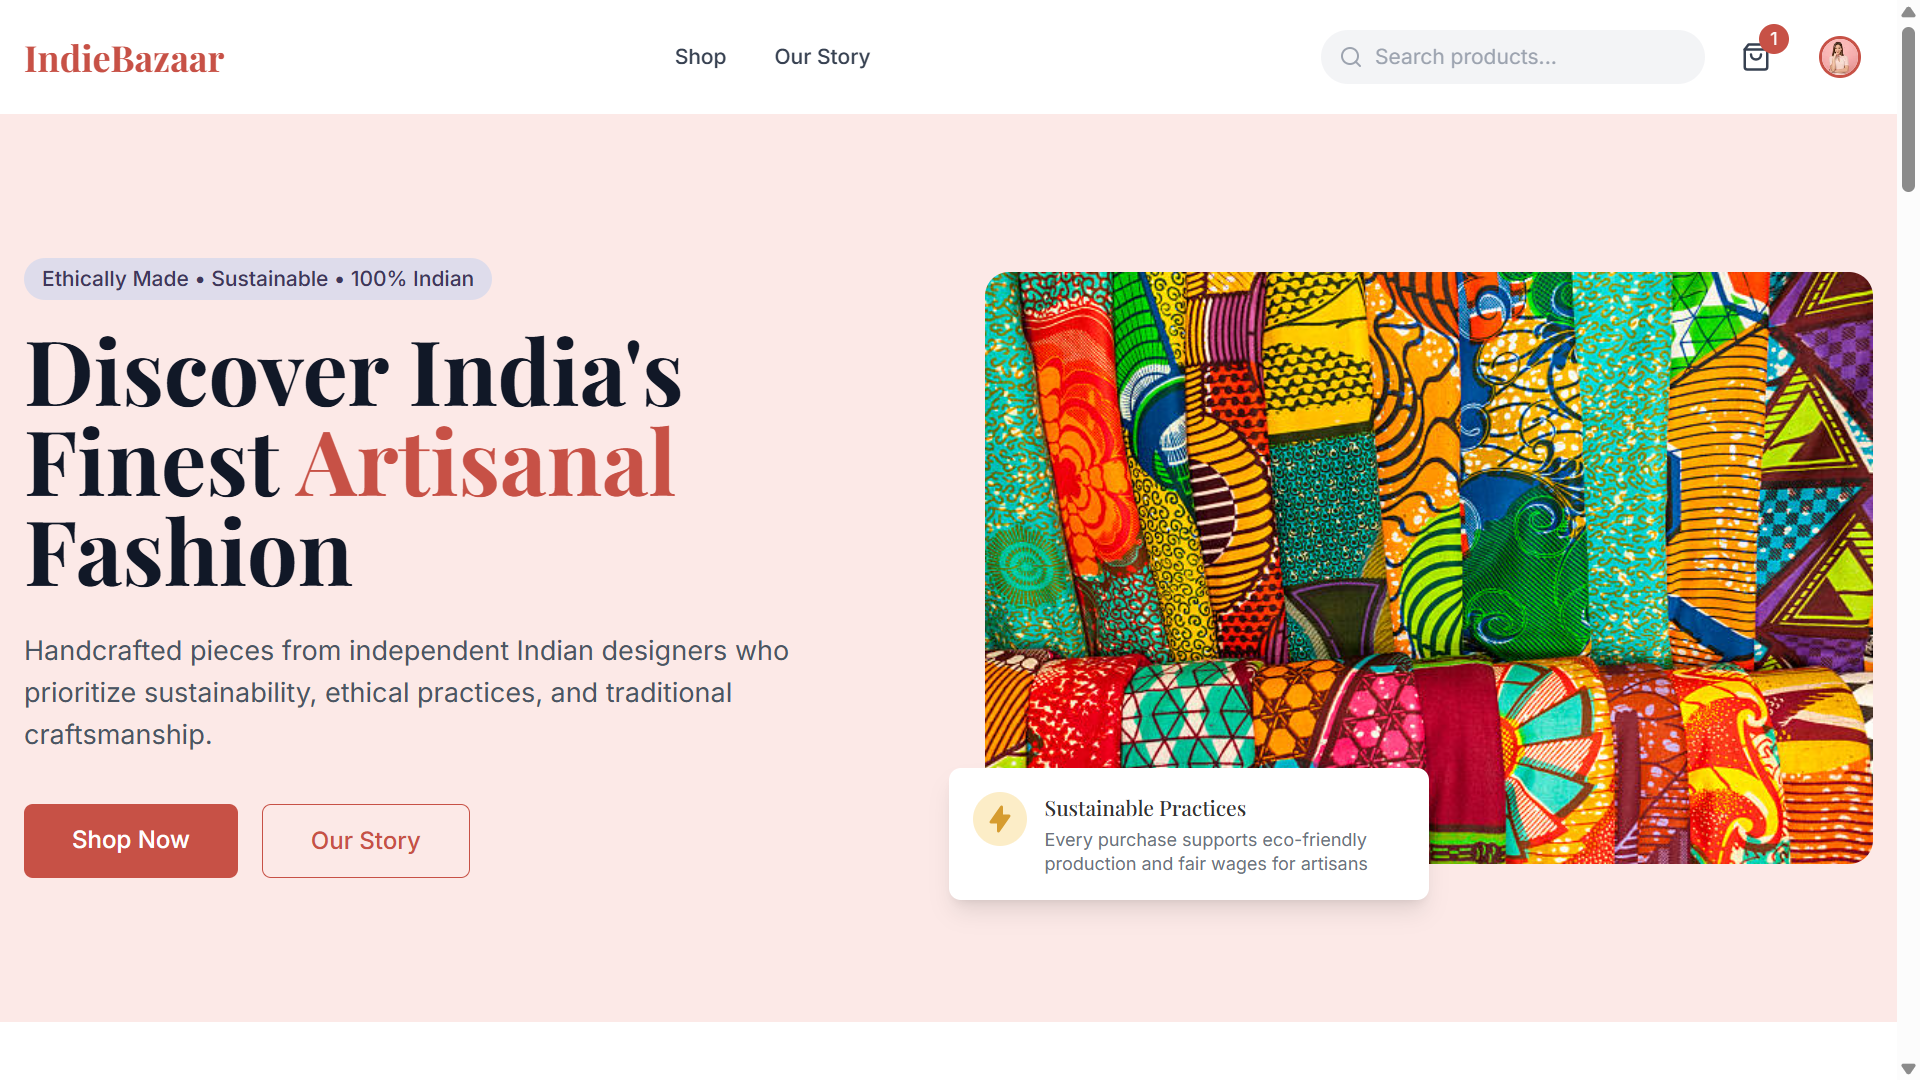 IndieBazaar
Shop
Our Story
Search products...
1
Ethically Made • Sustainable • 100% Indian
Discover India's
Finest Artisanal
Fashion
Handcrafted pieces from independent Indian designers who
prioritize sustainability, ethical practices, and traditional
craftsmanship.
Shop Now
Our Story
Sustainable Practices
Every purchase supports eco-friendly
production and fair wages for artisans